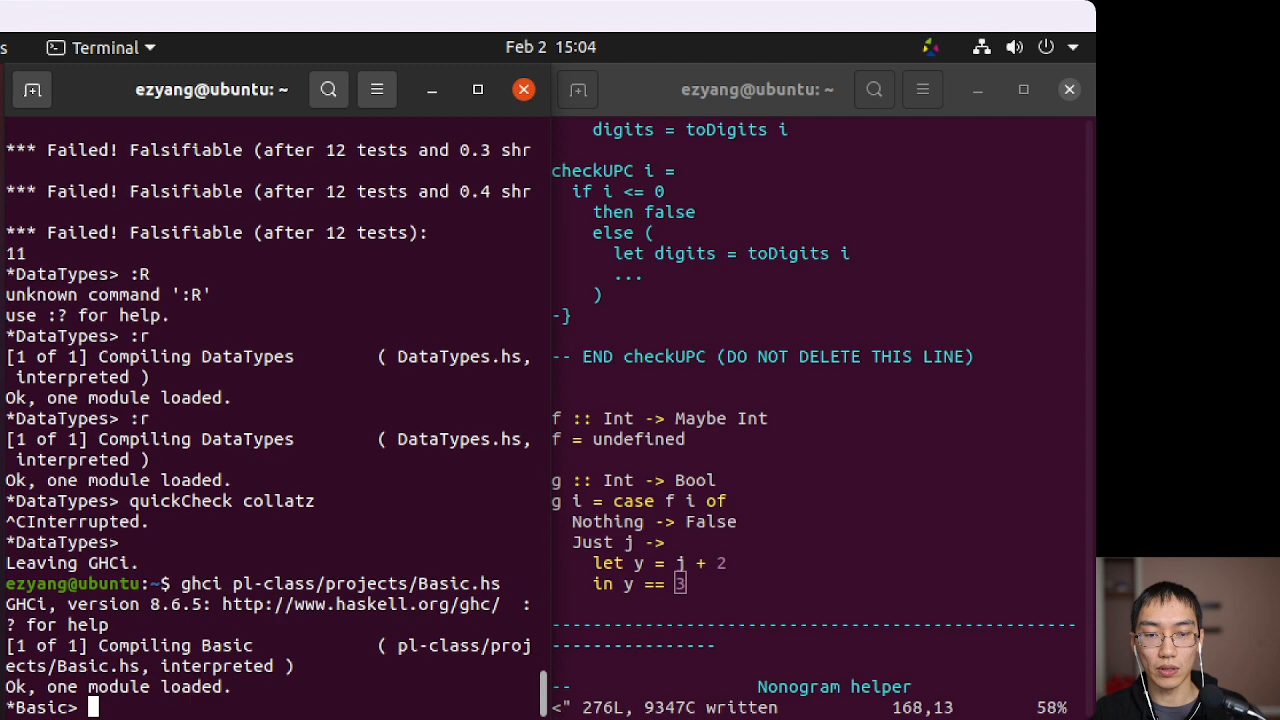 s Terminal Feb 2 15:04
ezyang@ubuntu: ~
*** Failed! Falsifiable (after 12 tests and 0.3 shr
*** Failed! Falsifiable (after 12 tests and 0.4 shr
*** Failed! Falsifiable (after 12 tests):
11
*DataTypes> :R
unknown command ':R'
use :? for help.
*DataTypes> :r
[1 of 1] Compiling DataTypes ( DataTypes.hs,
interpreted )
Ok, one module loaded.
*DataTypes> :r
[1 of 1] Compiling DataTypes ( DataTypes.hs,
interpreted )
Ok, one module loaded.
*DataTypes> quickCheck collatz
^CInterrupted.
*DataTypes>
Leaving GHCi.
ezyang@ubuntu:~$ ghci pl-class/projects/Basic.hs
GHCi, version 8.6.5: http://www.haskell.org/ghc/ :
? for help
[1 of 1] Compiling Basic ( pl-class/proj
ects/Basic.hs, interpreted )
Ok, one module loaded.
*Basic>
ezyang@ubuntu: ~
digits = toDigits i
checkUPC i =
if i <= 0
then false
else (
let digits = toDigits i
...
)
-}
-- END checkUPC (DO NOT DELETE THIS LINE)
f :: Int -> Maybe Int
f = undefined
g :: Int -> Bool
g i = case f i of
Nothing -> False
Just j ->
let y = j + 2
in y == 3
------------------------------------------------
----------------
-- Nonogram helper
<" 276L, 9347C written 168,13 58%